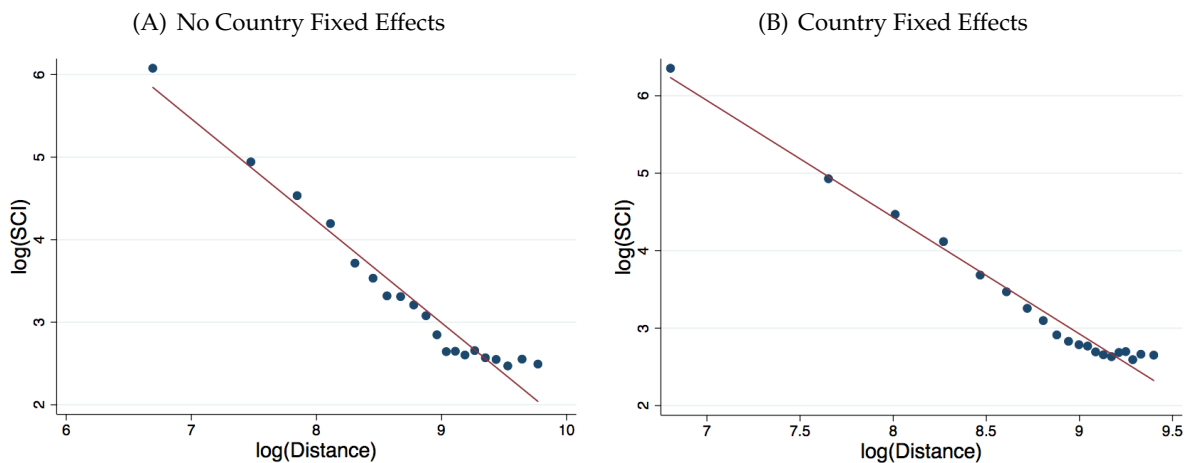 (A) No Country Fixed Effects
6
5
4
3
2
log(SCI)
6 7 8 9 10
log(Distance)
(B) Country Fixed Effects
6
5
4
3
2
log(SCI)
7 7.5 8 8.5 9 9.5
log(Distance)